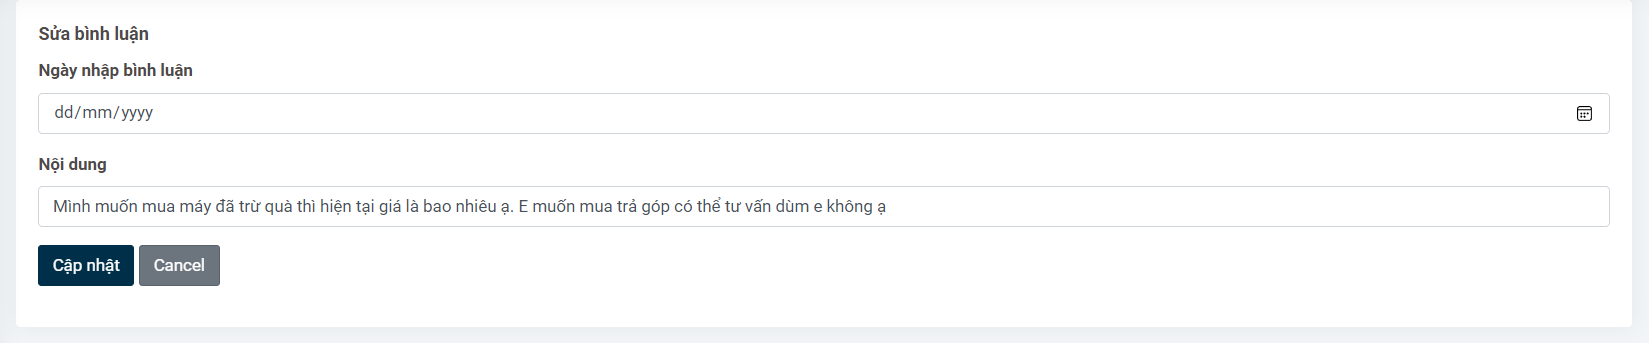 Sửa bình luận
Ngày nhập bình luận
dd/mm/yyyy
Nội dung
Mình muốn mua máy đã trừ quà thì hiện tại giá là bao nhiêu ạ. E muốn mua trả góp có thể tư vấn dùm e không ạ
Cập nhật Cancel